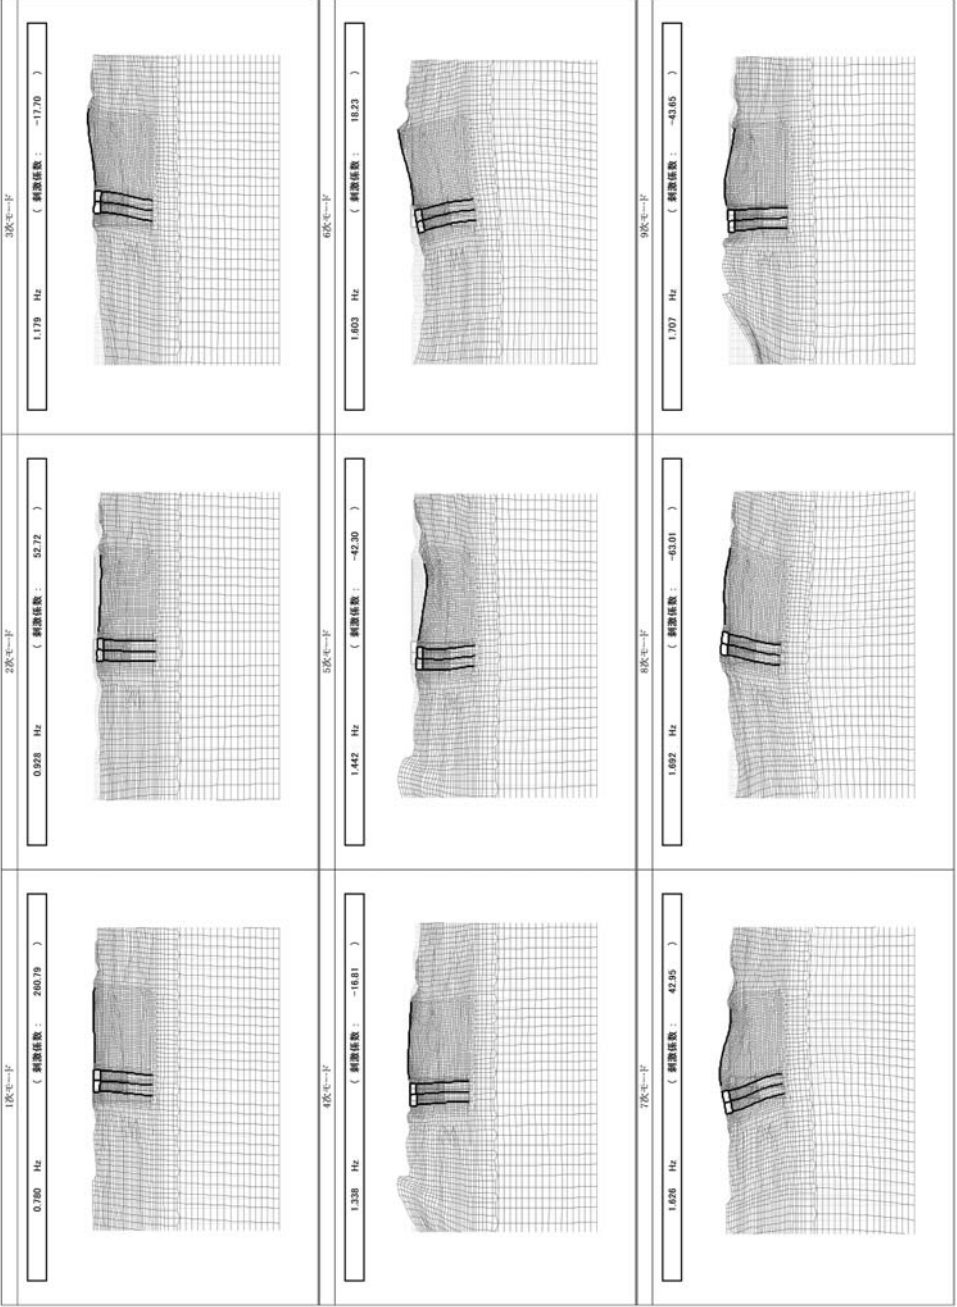 1次モード
0.780 Hz ( 刺激係数 : 260.79 )
2次モード
0.928 Hz ( 刺激係数 : 52.72 )
3次モード
1.179 Hz ( 刺激係数 : -17.70 )
4次モード
1.338 Hz ( 刺激係数 : -16.81 )
5次モード
1.442 Hz ( 刺激係数 : -42.30 )
6次モード
1.603 Hz ( 刺激係数 : 18.23 )
7次モード
1.626 Hz ( 刺激係数 : 42.95 )
8次モード
1.692 Hz ( 刺激係数 : -63.01 )
9次モード
1.707 Hz ( 刺激係数 : -43.65 )